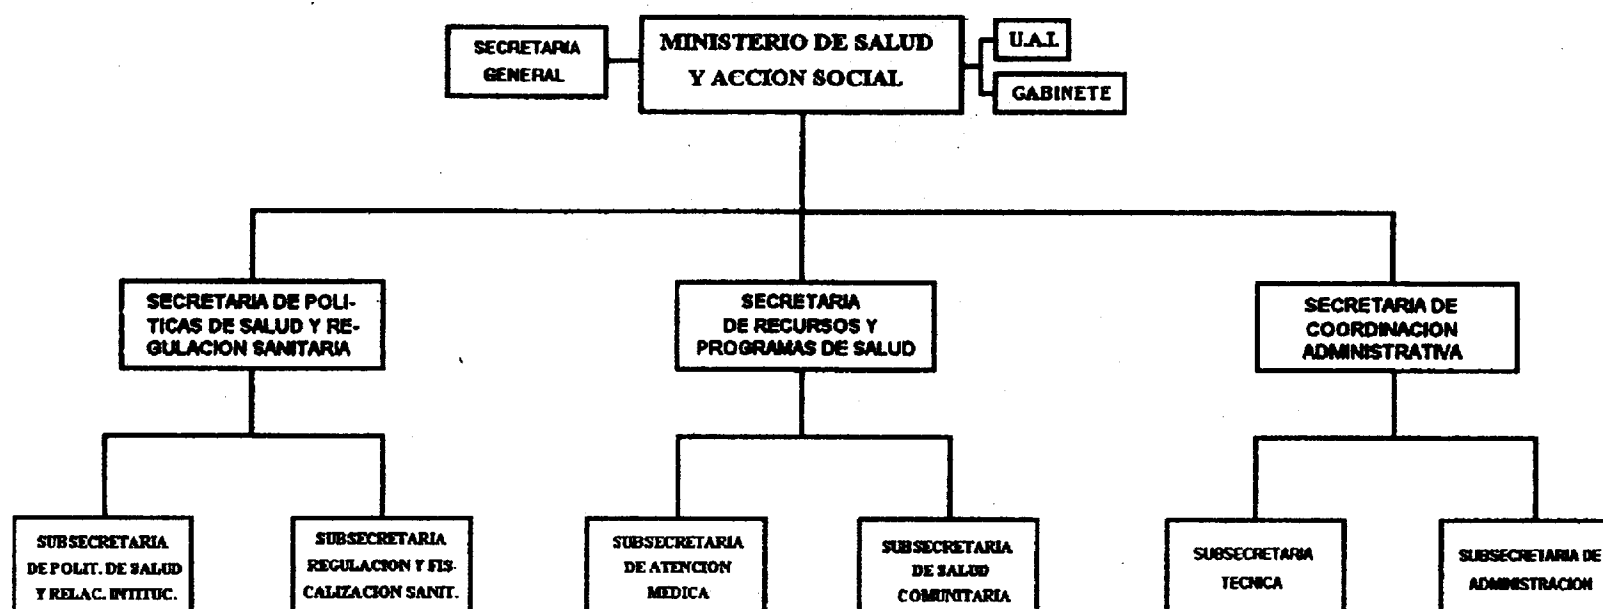 SECRETARIA
GENERAL
MINISTERIO DE SALUD
Y ACCION SOCIAL
U.A.I.
GABINETE
SECRETARIA DE POLI-
TICAS DE SALUD Y RE-
GULACION SANITARIA
SECRETARIA
DE RECURSOS Y
PROGRAMAS DE SALUD
SECRETARIA DE
COORDINACION
ADMINISTRATIVA
SUBSECRETARIA
DE POLIT. DE SALUD
Y RELAC. INTITUC.
SUBSECRETARIA
REGULACION Y FIS-
CALIZACION SANIT.
SUBSECRETARIA
DE ATENCION
MEDICA
SUBSECRETARIA
DE SALUD
COMUNITARIA
SUBSECRETARIA
TECNICA
SUBSECRETARIA DE
ADMINISTRACION